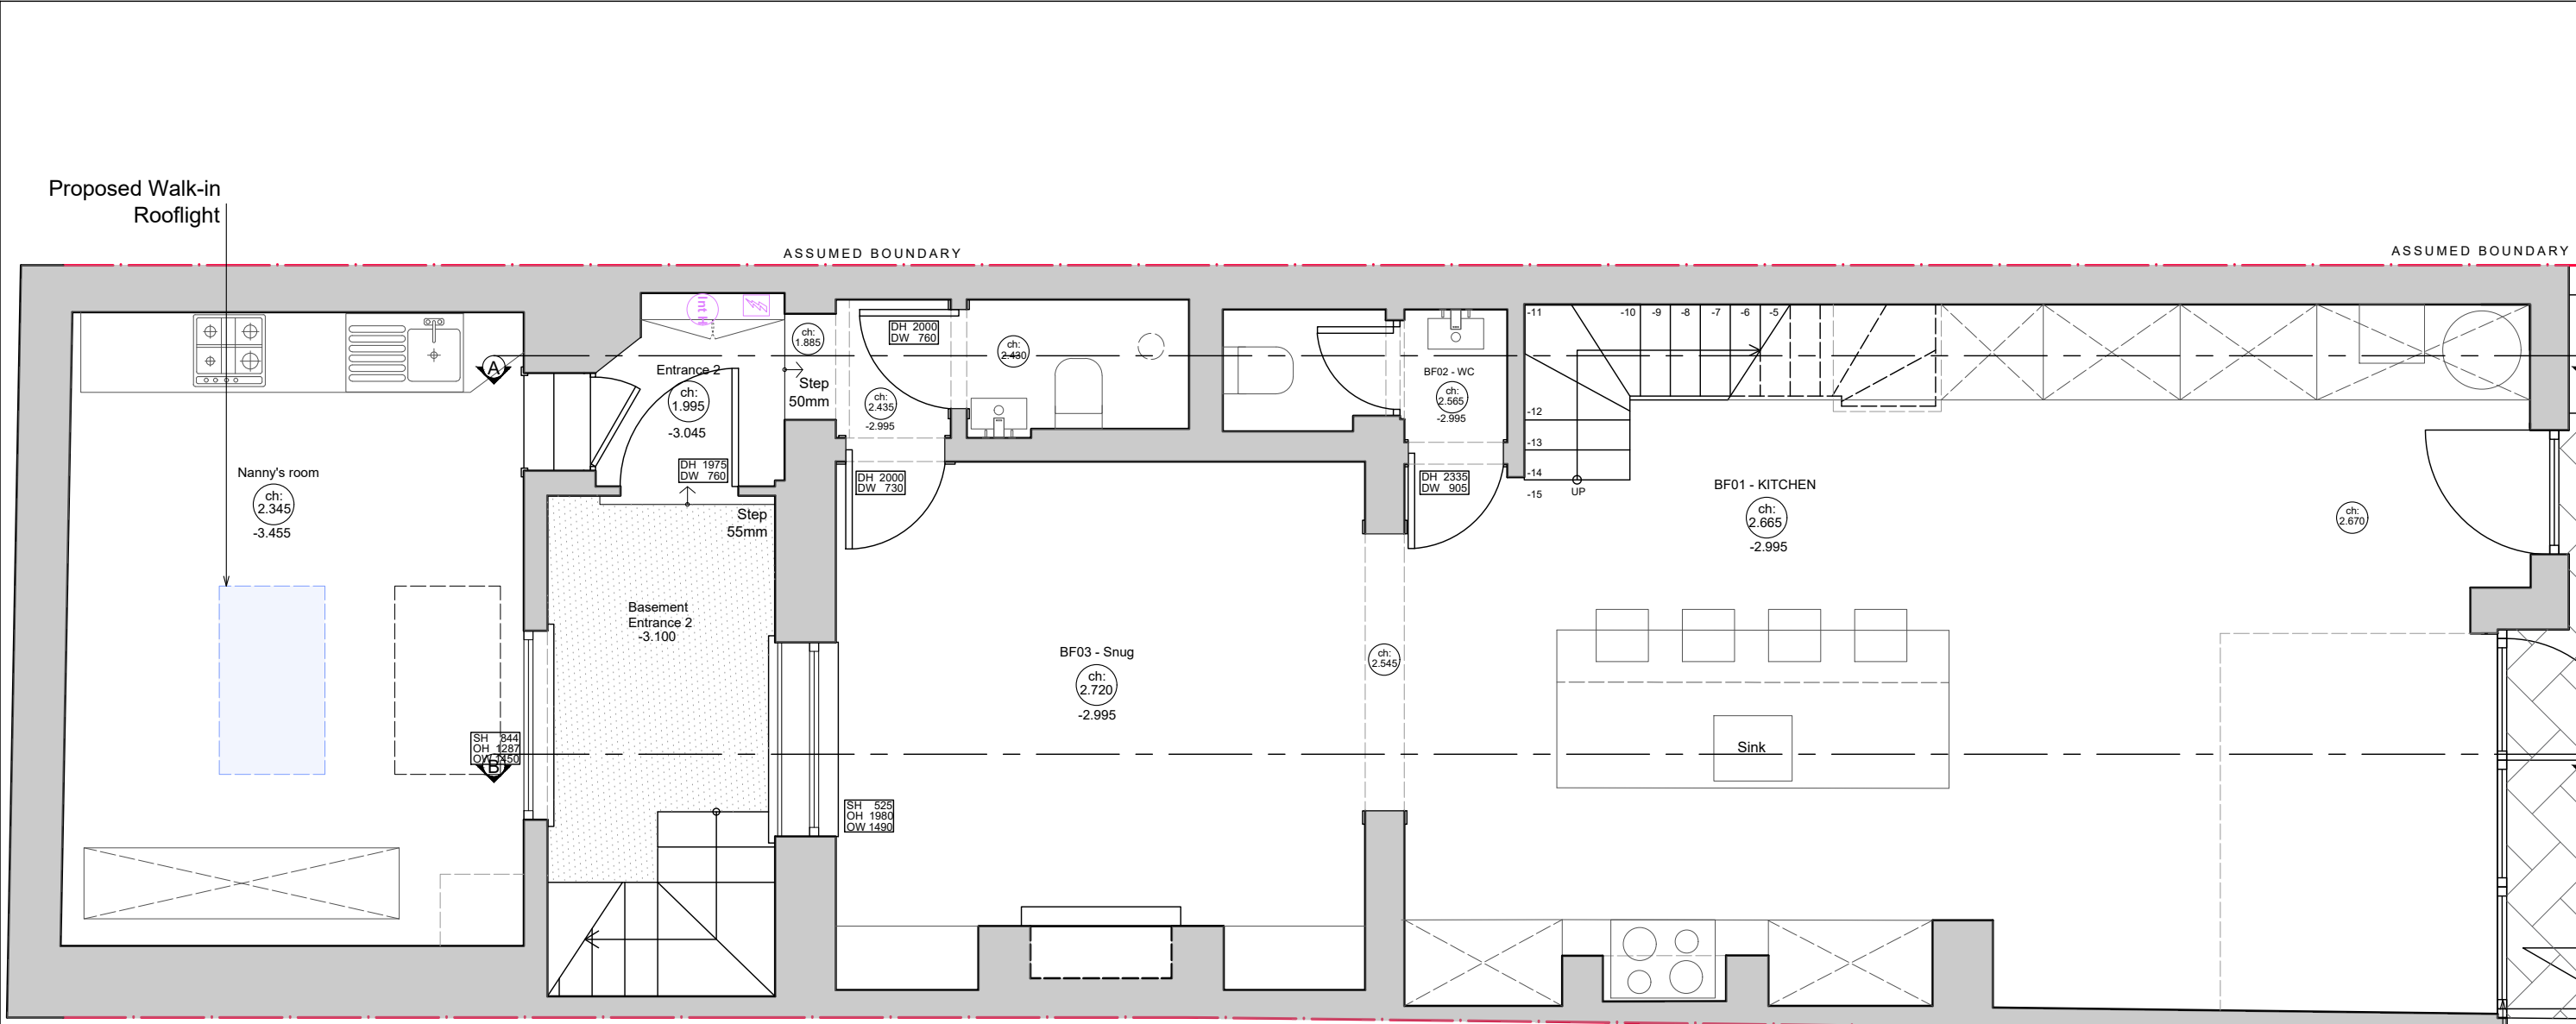 Proposed Walk-in
Rooflight
ASSUMED BOUNDARY
ASSUMED BOUNDARY
Int H
A
Entrance 2
ch:
1.995
-3.045
DH 1975
DW 760
ch:
1.885
Step
50mm
DH 2000
DW 760
ch:
2.435
-2.995
ch:
2.430
DH 2000
DW 730
BF02 - WC
ch:
2.565
-2.995
DH 2335
DW 905
-11
-10
-9
-8
-7
-6
-5
-12
-13
-14
-15
UP
Nanny's room
ch:
2.345
-3.455
Step
55mm
Basement
Entrance 2
-3.100
BF03 - Snug
ch:
2.720
-2.995
ch:
2.545
BF01 - KITCHEN
ch:
2.665
-2.995
ch:
2.670
Sink
SH 844
OH 1287
OW 1450
B
SH 525
OH 1980
OW 1490